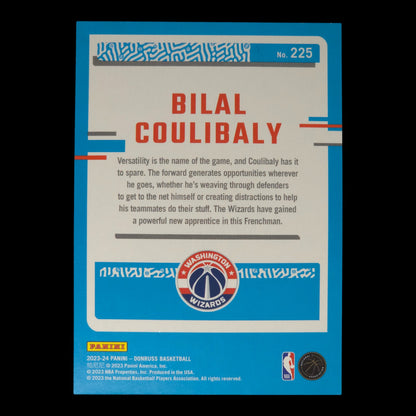 No. 225
BILAL
COULIBALY
Versatility is the name of the game, and Coulibaly has it
to spare. The forward generates opportunities wherever
he goes, whether he's weaving through defenders
to get to the net himself or creating distractions to help
his teammates do their stuff. The Wizards have gained
a powerful new apprentice in this Frenchman.
WASHINGTON
WIZARDS
PANINI
2023-24 PANINI – DONRUSS BASKETBALL
© 2023 Panini America, Inc.
© 2023 NBA Properties, Inc. Produced in the USA.
© 2023 the National Basketball Players Association. All rights reserved.
NBA